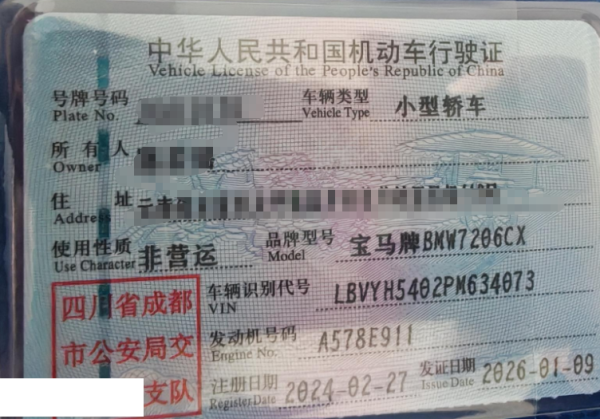 中华人民共和国机动车行驶证
Vehicle License of the People's Republic of China
号牌号码 Plate No. 车辆类型 Vehicle Type 小型轿车
所有人 Owner
住址 Address
使用性质 Use Character 非营运 品牌型号 Model 宝马牌BMW7206CX
车辆识别代号 VIN LBVYH5402PM634073
发动机号码 Engine No. A578E911
注册日期 Register Date 2024-02-27 发证日期 Issue Date 2026-01-09
四川省成都
市公安局交
支队